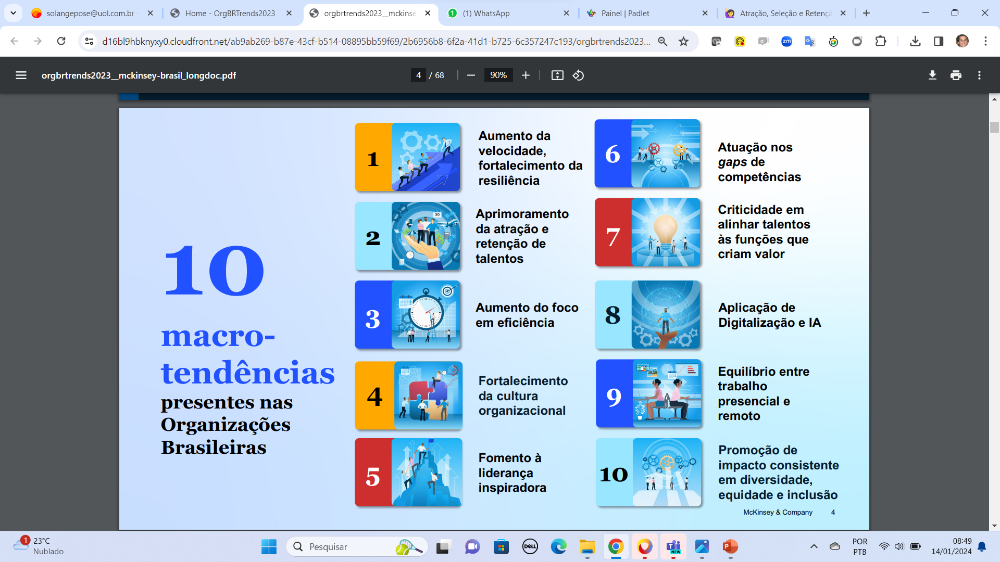 solangepose@uol.com.br -
Home - OrgBRTrends2023
orgbrtrends2023__mckinse
(1) WhatsApp
Painel | Padlet
Atração, Seleção e Retençã
d16bl9hbknyxy0.cloudfront.net/ab9ab269-b87e-43cf-b514-08895bb59f69/2b6956b8-6f2a-41d1-b725-6c357247c193/orgbrtrends2023...
orgbrtrends2023__mckinsey-brasil_longdoc.pdf
4 / 68
90%
10
macro-
tendências
presentes nas
Organizações
Brasileiras
1
Aumento da
velocidade,
fortalecimento da
resiliência
2
30
Aprimoramento
da atração e
retenção de
talentos
3
Aumento do foco
em eficiência
4
Fortalecimento
da cultura
organizacional
5
Fomento à
liderança
inspiradora
6
Atuação nos
gaps de
competências
7
Criticidade em
alinhar talentos
às funções que
criam valor
8
Aplicação de
Digitalização e IA
9
Equilíbrio entre
trabalho
presencial e
remoto
10
Promoção de
impacto consistente
em diversidade,
equidade e inclusão
McKinsey & Company 4
1
23°C
Nublado
Pesquisar
DELL
NEW
POR
PTB
08:49
14/01/2024